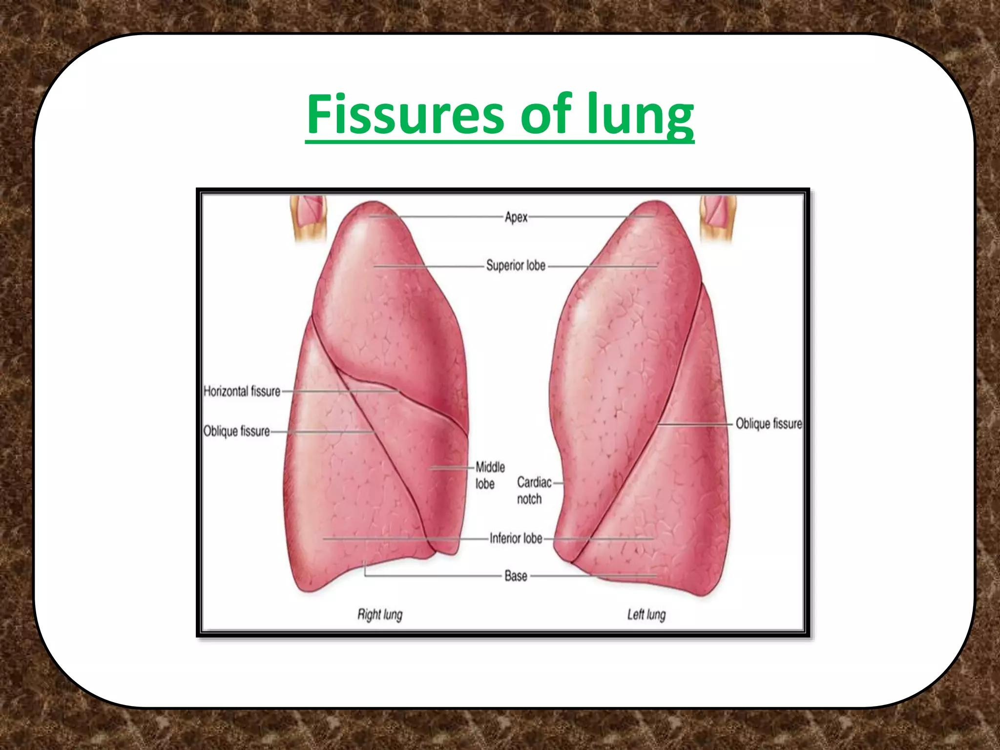 Fissures of lung
Apex
Superior lobe
Horizontal fissure
Oblique fissure
Oblique fissure
Middle
lobe
Cardiac
notch
Inferior lobe
Base
Right lung
Left lung